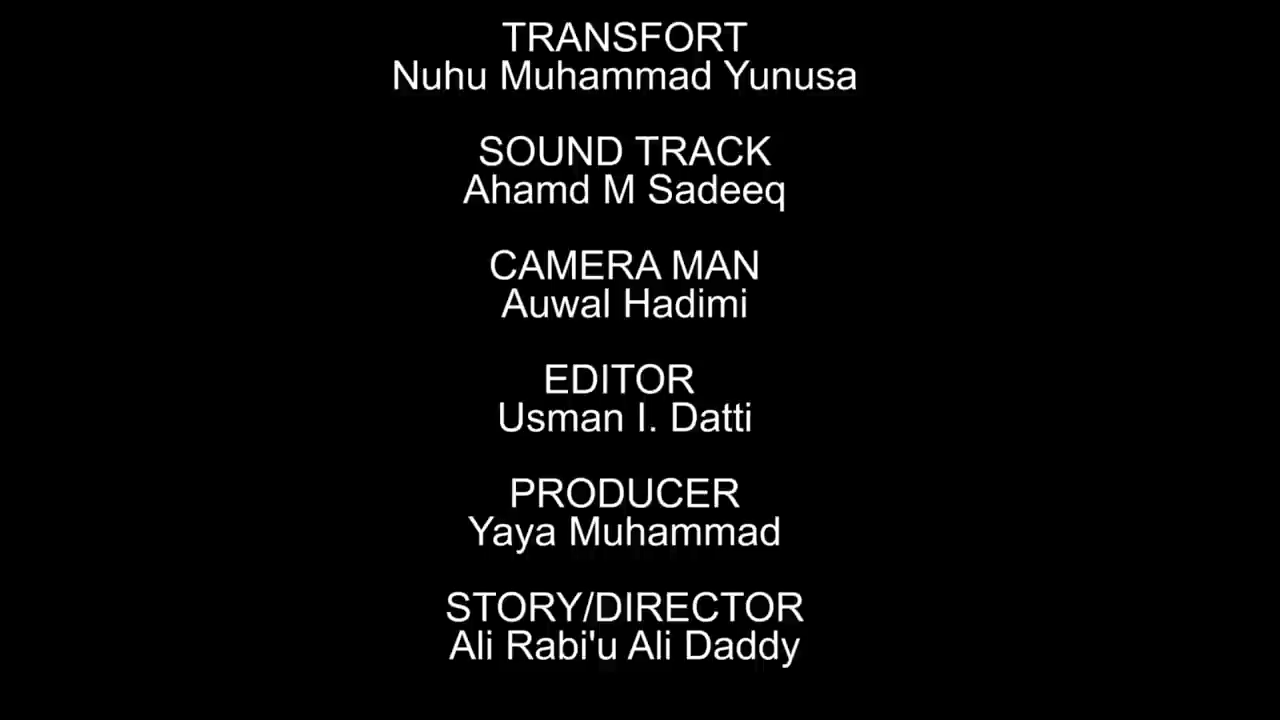 TRANSFORT
Nuhu Muhammad Yunusa
SOUND TRACK
Ahamd M Sadeeq
CAMERA MAN
Auwal Hadimi
EDITOR
Usman I. Datti
PRODUCER
Yaya Muhammad
STORY/DIRECTOR
Ali Rabi'u Ali Daddy